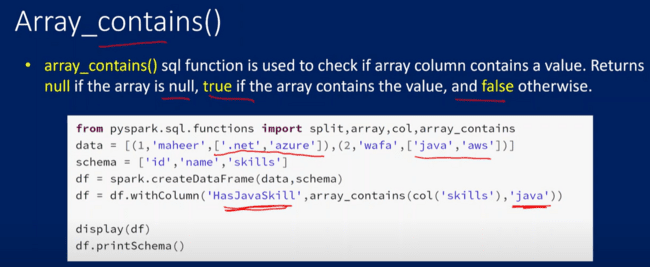 Array_contains()
• array_contains() sql function is used to check if array column contains a value. Returns
null if the array is null, true if the array contains the value, and false otherwise.
from pyspark.sql.functions import split,array,col,array_contains
data = [(1,'maheer',['.net','azure']),(2,'wafa',['java','aws'])]
schema = ['id','name','skills']
df = spark.createDataFrame(data,schema)
df = df.withColumn('HasJavaSkill',array_contains(col('skills'),'java'))
display(df)
df.printSchema()